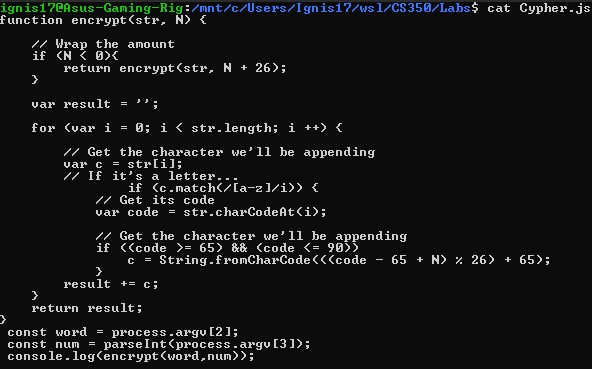 ignis17@Asus-Gaming-Rig:/mnt/c/Users/Ignis17/wsl/CS350/Labs$ cat Cypher.js
function encrypt(str, N) {

    // Wrap the amount
    if (N < 0){
        return encrypt(str, N + 26);
    }

    var result = '';

    for (var i = 0; i < str.length; i ++) {

        // Get the character we'll be appending
        var c = str[i];
        // If it's a letter...
                if (c.match(/[a-z]/i)) {
            // Get its code
            var code = str.charCodeAt(i);

            // Get the character we'll be appending
            if ((code >= 65) && (code <= 90))
                c = String.fromCharCode(((code - 65 + N) % 26) + 65);
            }
        result += c;
    }
    return result;
}
 const word = process.argv[2];
 const num = parseInt(process.argv[3]);
 console.log(encrypt(word,num));